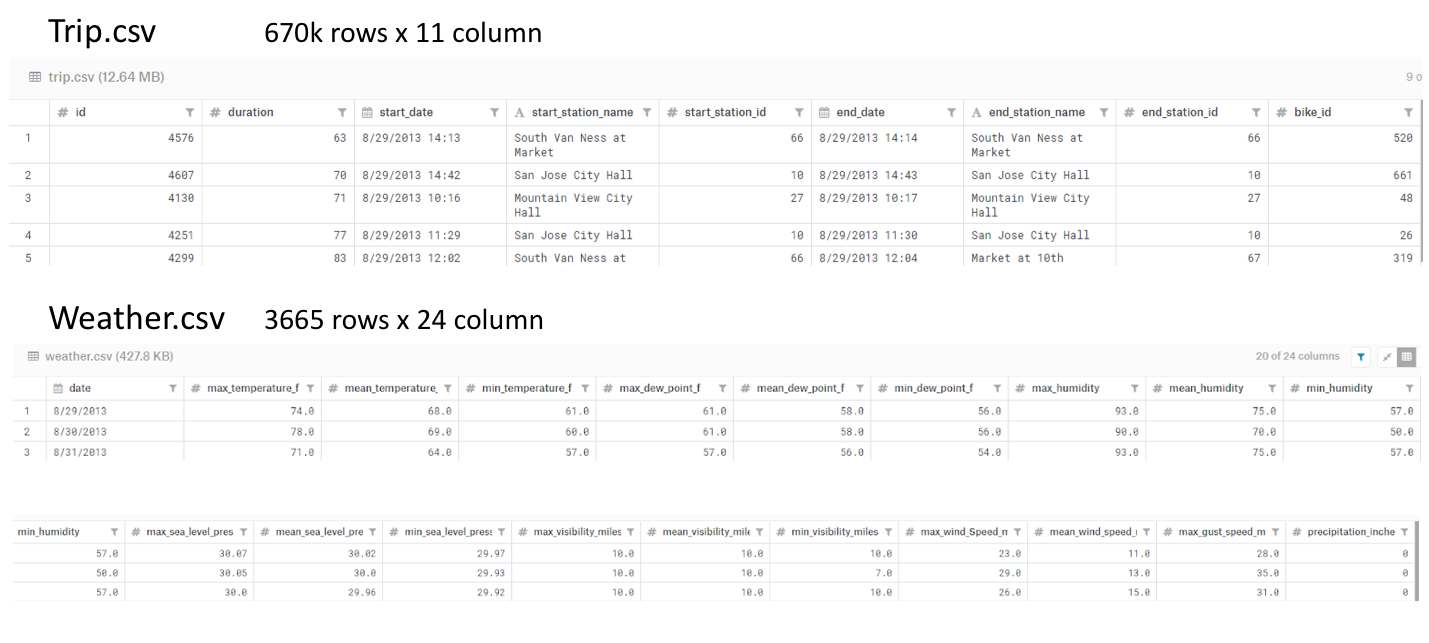 Trip.csv 670k rows x 11 column
trip.csv (12.64 MB) 9 o
# id # duration start_date A start_station_name # start_station_id end_date A end_station_name # end_station_id # bike_id
1 4576 63 8/29/2013 14:13 South Van Ness at Market 66 8/29/2013 14:14 South Van Ness at Market 66 520
2 4607 70 8/29/2013 14:42 San Jose City Hall 10 8/29/2013 14:43 San Jose City Hall 10 661
3 4130 71 8/29/2013 10:16 Mountain View City Hall 27 8/29/2013 10:17 Mountain View City Hall 27 48
4 4251 77 8/29/2013 11:29 San Jose City Hall 10 8/29/2013 11:30 San Jose City Hall 10 26
5 4299 83 8/29/2013 12:02 South Van Ness at 66 8/29/2013 12:04 Market at 10th 67 319
Weather.csv 3665 rows x 24 column
weather.csv (427.8 KB) 20 of 24 columns
date # max_temperature_f # mean_temperature_ # min_temperature_f # max_dew_point_f # mean_dew_point_f # min_dew_point_f # max_humidity # mean_humidity # min_humidity
1 8/29/2013 74.0 68.0 61.0 61.0 58.0 56.0 93.0 75.0 57.0
2 8/30/2013 78.0 69.0 60.0 61.0 58.0 56.0 90.0 70.0 50.0
3 8/31/2013 71.0 64.0 57.0 57.0 56.0 54.0 93.0 75.0 57.0
min_humidity # max_sea_level_pres # mean_sea_level_pre # min_sea_level_press # max_visibility_miles # mean_visibility_mile # min_visibility_miles # max_wind_Speed_m # mean_wind_speed_ # max_gust_speed_m # precipitation_inche
57.0 30.07 30.02 29.97 10.0 10.0 10.0 23.0 11.0 28.0 0
50.0 30.05 30.0 29.93 10.0 10.0 7.0 29.0 13.0 35.0 0
57.0 30.0 29.96 29.92 10.0 10.0 10.0 26.0 15.0 31.0 0